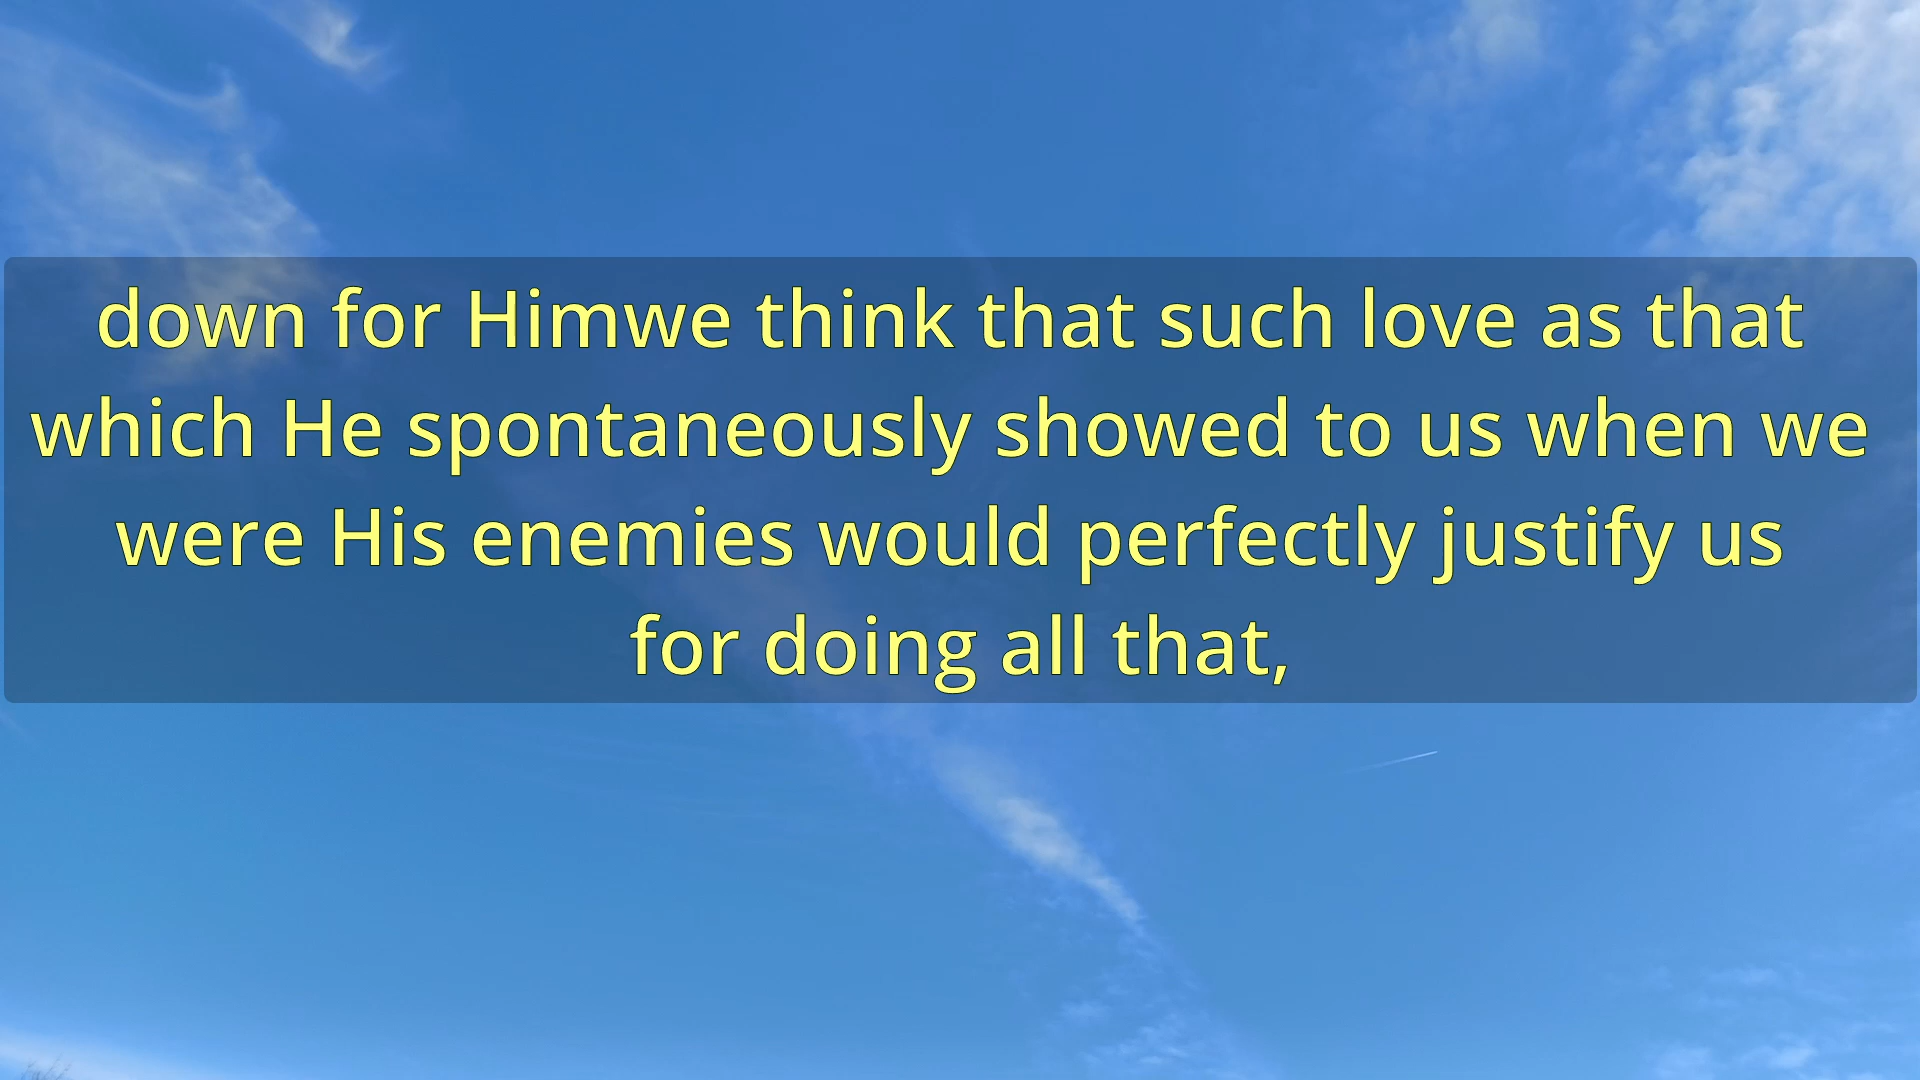 down for Himwe think that such love as that
which He spontaneously showed to us when we
were His enemies would perfectly justify us
for doing all that,